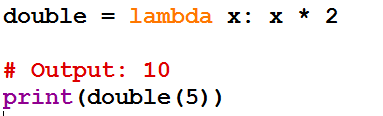 double = lambda x: x * 2
# Output: 10
print(double(5))